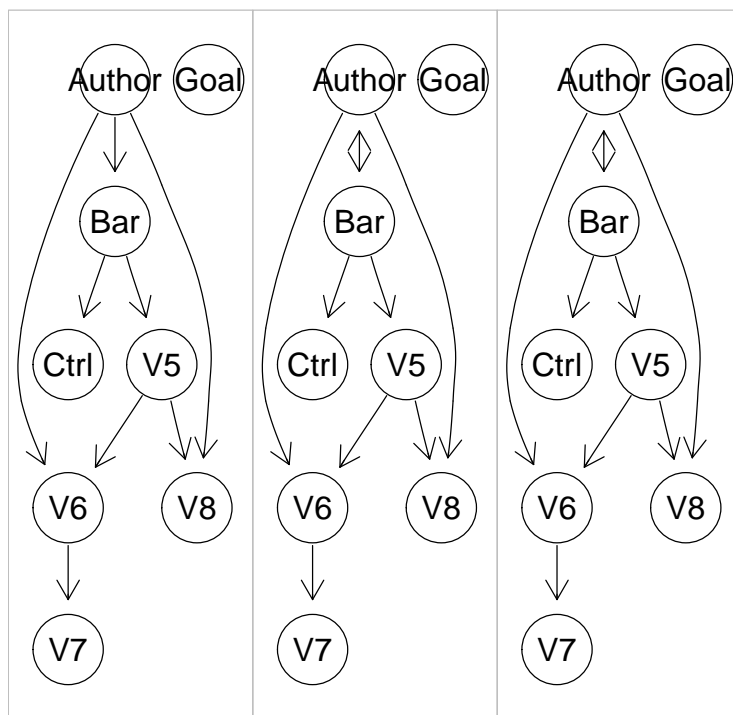 Author Goal
Bar
Ctrl V5
V6 V8
V7
Author Goal
Bar
Ctrl V5
V6 V8
V7
Author Goal
Bar
Ctrl V5
V6 V8
V7